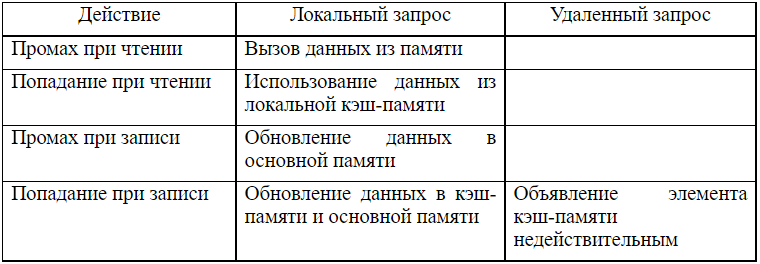 Действие Локальный запрос Удаленный запрос
Промах при чтении Вызов данных из памяти
Попадание при чтении Использование данных из
локальной кэш-памяти
Промах при записи Обновление данных в
основной памяти
Попадание при записи Обновление данных в кэш- Объявление элемента
памяти и основной памяти кэш-памяти
недействительным